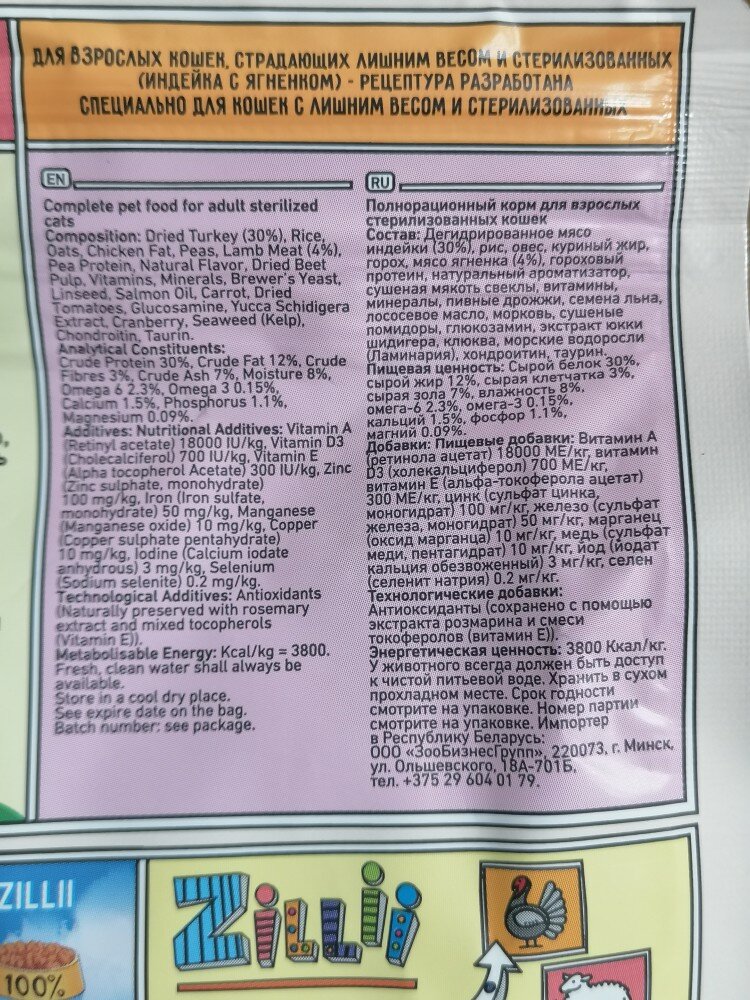 ДЛЯ ВЗРОСЛЫХ КОШЕК, СТРАДАЮЩИХ ЛИШНИМ ВЕСОМ И СТЕРИЛИЗОВАННЫХ
(ИНДЕЙКА С ЯГНЕНКОМ) - РЕЦЕПТУРА РАЗРАБОТАНА
СПЕЦИАЛЬНО ДЛЯ КОШЕК С ЛИШНИМ ВЕСОМ И СТЕРИЛИЗОВАННЫХ
EN
Complete pet food for adult sterilized
cats
Composition: Dried Turkey (30%), Rice,
Oats, Chicken Fat, Peas, Lamb Meat (4%),
Pea Protein, Natural Flavor, Dried Beet
Pulp, Vitamins, Minerals, Brewer's Yeast,
Linseed, Salmon Oil, Carrot, Dried
Tomatoes, Glucosamine, Yucca Schidigera
Extract, Cranberry, Seaweed (Kelp),
Chondroitin, Taurin.
Analytical Constituents:
Crude Protein 30%, Crude Fat 12%, Crude
Fibres 3%, Crude Ash 7%, Moisture 8%,
Omega 6 2.3%, Omega 3 0.15%,
Calcium 1.5%, Phosphorus 1.1%,
Magnesium 0.09%.
Additives: Nutritional Additives: Vitamin A
(Retinyl acetate) 18000 IU/kg, Vitamin D3
(Cholecalciferol) 700 IU/kg, Vitamin E
(Alpha tocopherol Acetate) 300 IU/kg, Zinc
(Zinc sulphate, monohydrate)
100 mg/kg, Iron (Iron sulfate,
monohydrate) 50 mg/kg, Manganese
(Manganese oxide) 10 mg/kg, Copper
(Copper sulphate pentahydrate)
10 mg/kg, Iodine (Calcium iodate
anhydrous) 3 mg/kg, Selenium
(Sodium selenite) 0.2 mg/kg.
Technological Additives: Antioxidants
(Naturally preserved with rosemary
extract and mixed tocopherols
(Vitamin E)).
Metabolisable Energy: Kcal/kg = 3800.
Fresh, clean water shall always be
available.
Store in a cool dry place.
See expire date on the bag.
Batch number: see package.
RU
Полнорационный корм для взрослых
стерилизованных кошек
Состав: Дегидрированное мясо
индейки (30%), рис, овес, куриный жир,
горох, мясо ягненка (4%), гороховый
протеин, натуральный ароматизатор,
сушеная мякоть свеклы, витамины,
минералы, пивные дрожжи, семена льна,
лососевое масло, морковь, сушеные
помидоры, глюкозамин, экстракт юкки
шидигера, клюква, морские водоросли
(Ламинария), хондроитин, таурин.
Пищевая ценность: Сырой белок 30%,
сырой жир 12%, сырая клетчатка 3%,
сырая зола 7%, влажность 8%,
омега-6 2.3%, омега-3 0.15%,
кальций 1.5%, фосфор 1.1%,
магний 0.09%.
Добавки: Пищевые добавки: Витамин А
(ретинола ацетат) 18000 МЕ/кг, витамин
D3 (холекальциферол) 700 МЕ/кг,
витамин Е (альфа-токоферола ацетат)
300 МЕ/кг, цинк (сульфат цинка,
моногидрат) 100 мг/кг, железо (сульфат
железа, моногидрат) 50 мг/кг, марганец
(оксид марганца) 10 мг/кг, медь (сульфат
меди, пентагидрат) 10 мг/кг, йод (йодат
кальция обезвоженный) 3 мг/кг, селен
(селенит натрия) 0.2 мг/кг.
Технологические добавки:
Антиоксиданты (сохранено с помощью
экстракта розмарина и смеси
токоферолов (витамин Е)).
Энергетическая ценность: 3800 Ккал/кг.
У животного всегда должен быть доступ
к чистой питьевой воде. Хранить в сухом
прохладном месте. Срок годности
смотрите на упаковке. Номер партии
смотрите на упаковке. Импортер
в Республику Беларусь:
ООО «ЗооБизнесГрупп», 220073, г. Минск,
ул. Ольшевского, 18А-701Б,
тел. +375 29 604 01 79.
ZILLII
100%
ZiLLii